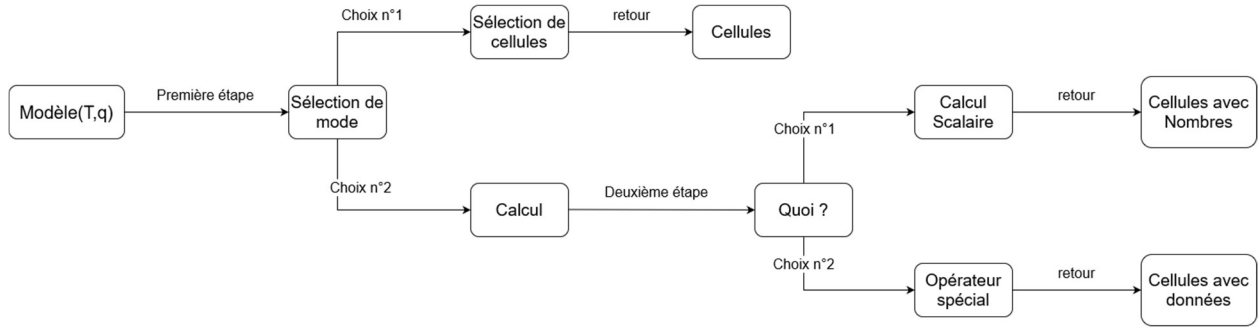 Choix n°1
Sélection de
cellules
retour
Cellules
Modèle(T,q)
Première étape
Sélection de
mode
Choix n°2
Calcul
Deuxième étape
Quoi ?
Choix n°1
Calcul
Scalaire
retour
Cellules avec
Nombres
Choix n°2
Opérateur
spécial
retour
Cellules avec
données